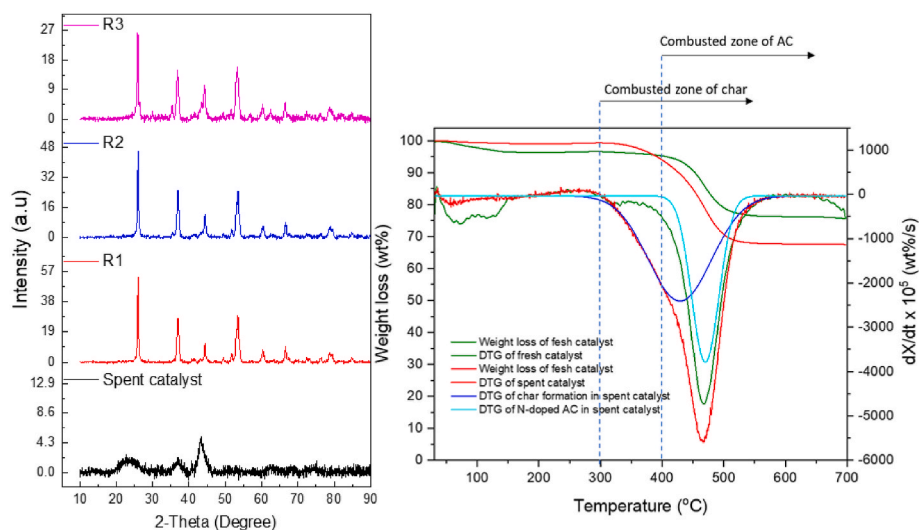 R3
27
18
9
0
R2
48
24
0
R1
57
38
19
0
Spent catalyst
12.9
8.6
4.3
0.0
10 20 30 40 50 60 70 80 90
2-Theta (Degree)
Intensity (a.u)
Combusted zone of AC
Combusted zone of char
100
90
80
70
60
50
40
30
20
10
0
Weight loss (wt%)
1000
0
-1000
-2000
-3000
-4000
-5000
-6000
dX/dt x 10⁵ (wt%/s)
Weight loss of fesh catalyst
DTG of fresh catalyst
Weight loss of fesh catalyst
DTG of spent catalyst
DTG of char formation in spent catalyst
DTG of N-doped AC in spent catalyst
100 200 300 400 500 600 700
Temperature (°C)